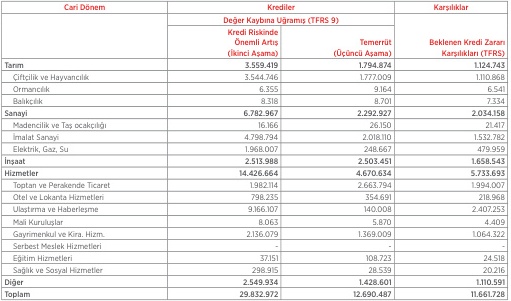 Cari Dönem Krediler Karşılıklar
Değer Kaybına Uğramış (TFRS 9)
Kredi Riskinde
Önemli Artış Temerrüt Beklenen Kredi Zararı
(İkinci Aşama) (Üçüncü Aşama) Karşılıkları (TFRS)
Tarım 3.559.419 1.794.874 1.124.743
Çiftçilik ve Hayvancılık 3.544.746 1.777.009 1.110.868
Ormancılık 6.355 9.164 6.541
Balıkçılık 8.318 8.701 7.334
Sanayi 6.782.967 2.292.927 2.034.158
Madencilik ve Taş ocakçılığı 16.166 26.150 21.417
İmalat Sanayi 4.798.794 2.018.110 1.532.782
Elektrik, Gaz, Su 1.968.007 248.667 479.959
İnşaat 2.513.988 2.503.451 1.658.543
Hizmetler 14.426.664 4.670.634 5.733.693
Toptan ve Perakende Ticaret 1.982.114 2.663.794 1.994.007
Otel ve Lokanta Hizmetleri 798.235 354.691 218.968
Ulaştırma ve Haberleşme 9.166.107 140.008 2.407.253
Mali Kuruluşlar 8.063 5.870 4.409
Gayrimenkul ve Kira. Hizm. 2.136.079 1.369.009 1.064.322
Serbest Meslek Hizmetleri - - -
Eğitim Hizmetleri 37.151 108.723 24.518
Sağlık ve Sosyal Hizmetler 298.915 28.539 20.216
Diğer 2.549.934 1.428.601 1.110.591
Toplam 29.832.972 12.690.487 11.661.728